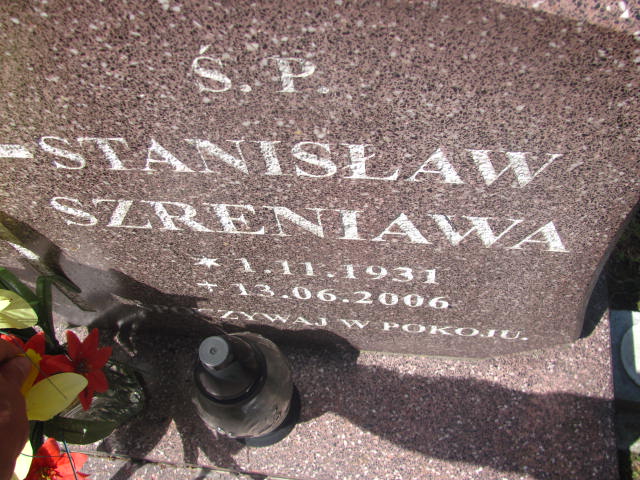 Ś. P.
STANISŁAW
SZRENIAWA
* 1.11.1931
+ 13.06.2006
W POKOJU.